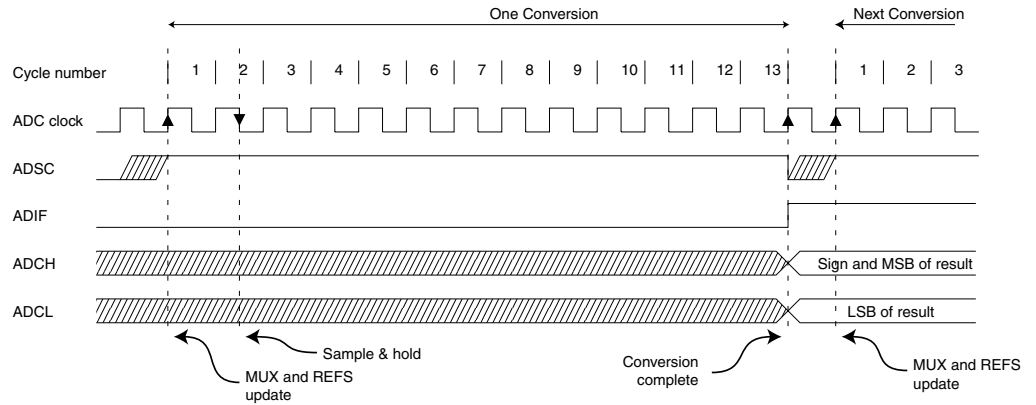 One Conversion
Next Conversion
Cycle number
1 2 3 4 5 6 7 8 9 10 11 12 13 1 2 3
ADC clock
ADSC
ADIF
ADCH
Sign and MSB of result
ADCL
LSB of result
Sample & hold
MUX and REFS
update
Conversion
complete
MUX and REFS
update